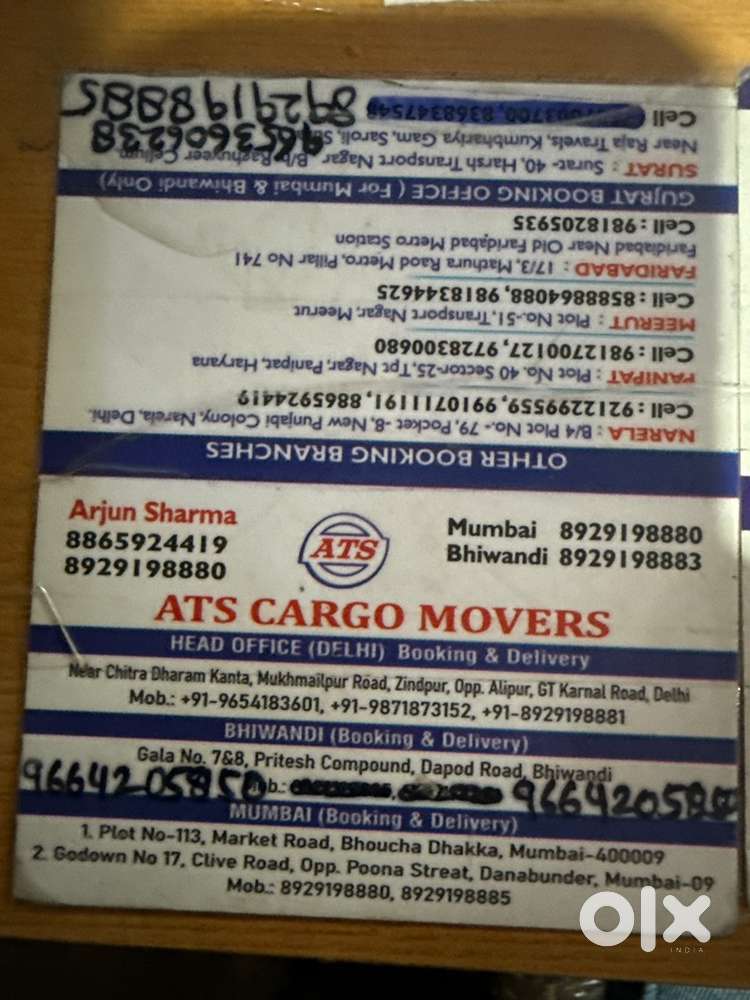 Arjun Sharma
8865924419
8929198880
ATS
Mumbai 8929198880
Bhiwandi 8929198883
ATS CARGO MOVERS
HEAD OFFICE (DELHI) Booking & Delivery
Near Chitra Dharam Kanta, Mukhmailpur Road, Zindpur, Opp. Alipur, GT Karnal Road, Delhi
Mob.: +91-9654183601, +91-9871873152, +91-8929198881
BHIWANDI (Booking & Delivery)
Gala No. 7&8, Pritesh Compound, Dapod Road, Bhiwandi
MUMBAI (Booking & Delivery)
1. Plot No-113, Market Road, Bhoucha Dhakka, Mumbai-400009
2. Godown No 17, Clive Road, Opp. Poona Streat, Danabunder, Mumbai-09
Mob.: 8929198880, 8929198885
OTHER BOOKING BRANCHES
NARELA : B/4 Plot No.- 79, Pocket -8, New Punjabi Colony, Narela, Delhi.
Cell : 9212299559, 9910711191, 8865924419
PANIPAT : Plot No. 40 Sector-25, Tpt Nagar, Panipat, Haryana
Cell : 9812700127, 9728300680
MEERUT : Plot No.-51, Transport Nagar, Meerut
Cell : 8588864088, 9818344625
FARIDABAD : 17/3, Mathura Raod, Metro, Pillar No 741
Faridiabad Near Old Faridabad Metro Station
Cell : 9818205935
GUJRAT BOOKING OFFICE ( For Mumbai & Bhiwandi Only)
SURAT : Surat- 40, Harsh Transport Nagar B/h Raghuveer Cellium
Near Raja Travels, Kumbhariya Gam, Saroli,
9653606238
Cell
8929198885
olx
INDIA